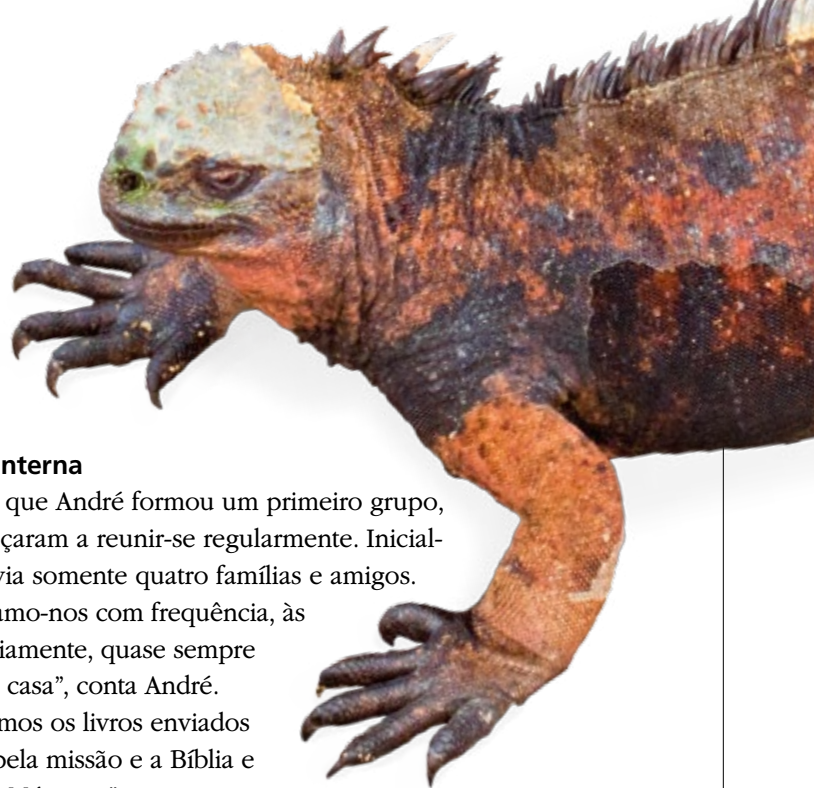 nterna
que André formou um primeiro grupo,
çaram a reunir-se regularmente. Inicial-
via somente quatro famílias e amigos.
amo-nos com frequência, às
iamente, quase sempre
casa”, conta André.
mos os livros enviados
pela missão e a Bíblia e